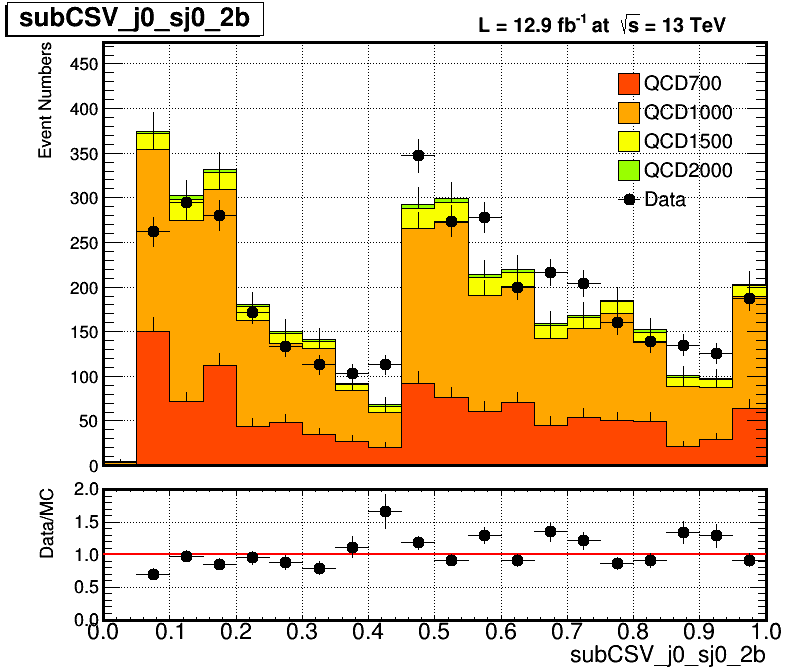 subCSV_j0_sj0_2b
L = 12.9 fb⁻¹ at √s = 13 TeV
Event Numbers
450
400
350
300
250
200
150
100
50
0
QCD700
QCD1000
QCD1500
QCD2000
Data
Data/MC
2.0
1.5
1.0
0.5
0.0
0.0 0.1 0.2 0.3 0.4 0.5 0.6 0.7 0.8 0.9 1.0
subCSV_j0_sj0_2b